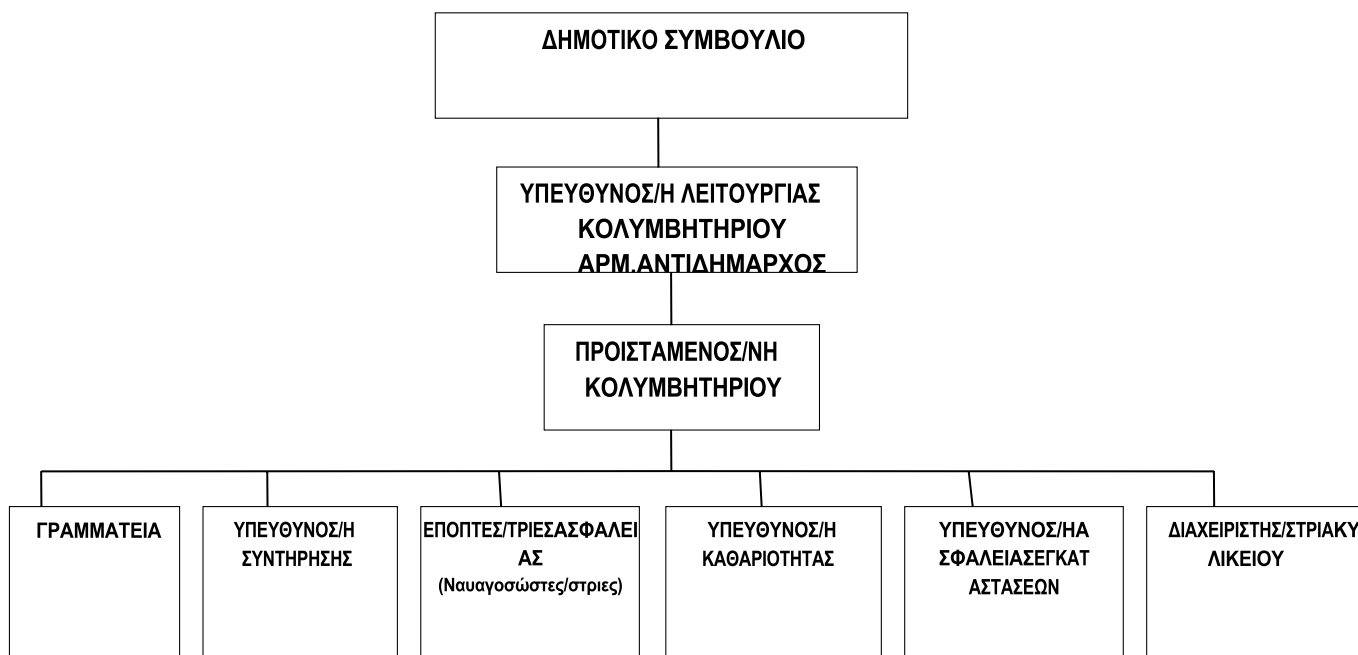 ΔΗΜΟΤΙΚΟ ΣΥΜΒΟΥΛΙΟ
ΥΠΕΥΘΥΝΟΣ/Η ΛΕΙΤΟΥΡΓΙΑΣ
ΚΟΛΥΜΒΗΤΗΡΙΟΥ
ΑΡΜ.ΑΝΤΙΔΗΜΑΡΧΟΣ
ΠΡΟΙΣΤΑΜΕΝΟΣ/ΝΗ
ΚΟΛΥΜΒΗΤΗΡΙΟΥ
ΓΡΑΜΜΑΤΕΙΑ
ΥΠΕΥΘΥΝΟΣ/Η
ΣΥΝΤΗΡΗΣΗΣ
ΕΠΟΠΤΕΣ/ΤΡΙΕΣΑΣΦΑΛΕΙ
ΑΣ
(Ναυαγοσώστες/στριες)
ΥΠΕΥΘΥΝΟΣ/Η
ΚΑΘΑΡΙΟΤΗΤΑΣ
ΥΠΕΥΘΥΝΟΣ/ΗΑ
ΣΦΑΛΕΙΑΣΕΓΚΑΤ
ΑΣΤΑΣΕΩΝ
ΔΙΑΧΕΙΡΙΣΤΗΣ/ΣΤΡΙΑΚΥ
ΛΙΚΕΙΟΥ